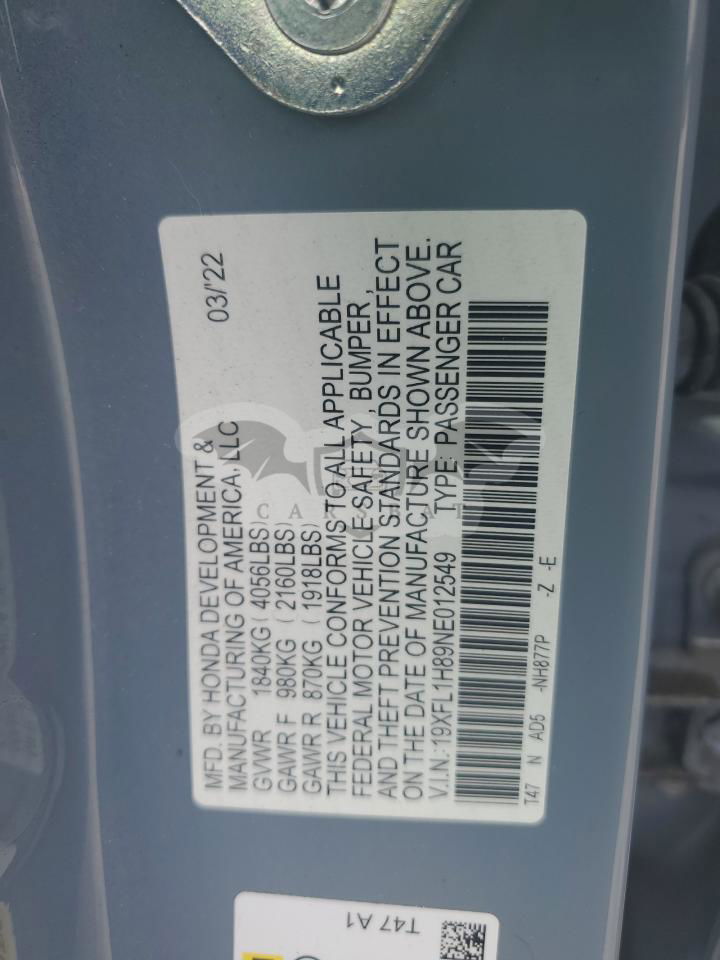 MFD. BY HONDA DEVELOPMENT &
MANUFACTURING OF AMERICA, LLC 03/'22
GVWR 1840KG (4056LBS)
GAWR F 980KG (2160LBS)
GAWR R 870KG (1918LBS)
THIS VEHICLE CONFORMS TO ALL APPLICABLE
FEDERAL MOTOR VEHICLE SAFETY, BUMPER,
AND THEFT PREVENTION STANDARDS IN EFFECT
ON THE DATE OF MANUFACTURE SHOWN ABOVE.
V.I.N.: 19XFL1H89NE012549 TYPE: PASSENGER CAR
T47 N AD5 -NH877P -Z -E
T47 A1
CARSBAT